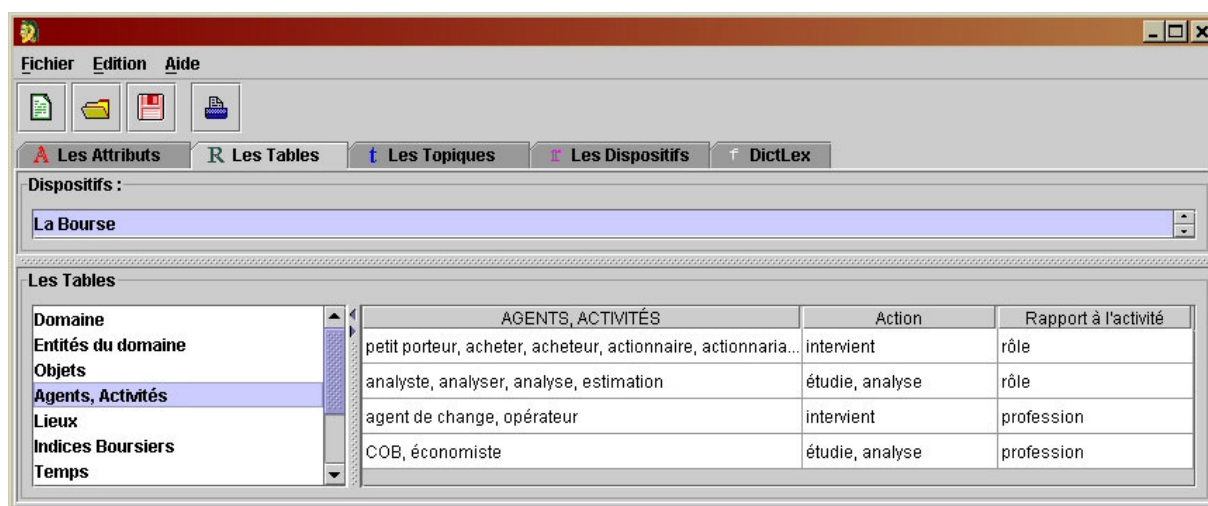 Fichier Edition Aide
A Les Attributs R Les Tables t Les Topiques r Les Dispositifs f DictLex
Dispositifs :
La Bourse
Les Tables
Domaine
Entités du domaine
Objets
Agents, Activités
Lieux
Indices Boursiers
Temps
AGENTS, ACTIVITÉS Action Rapport à l'activité
petit porteur, acheter, acheteur, actionnaire, actionnaria... intervient rôle
analyste, analyser, analyse, estimation étudie, analyse rôle
agent de change, opérateur intervient profession
COB, économiste étudie, analyse profession